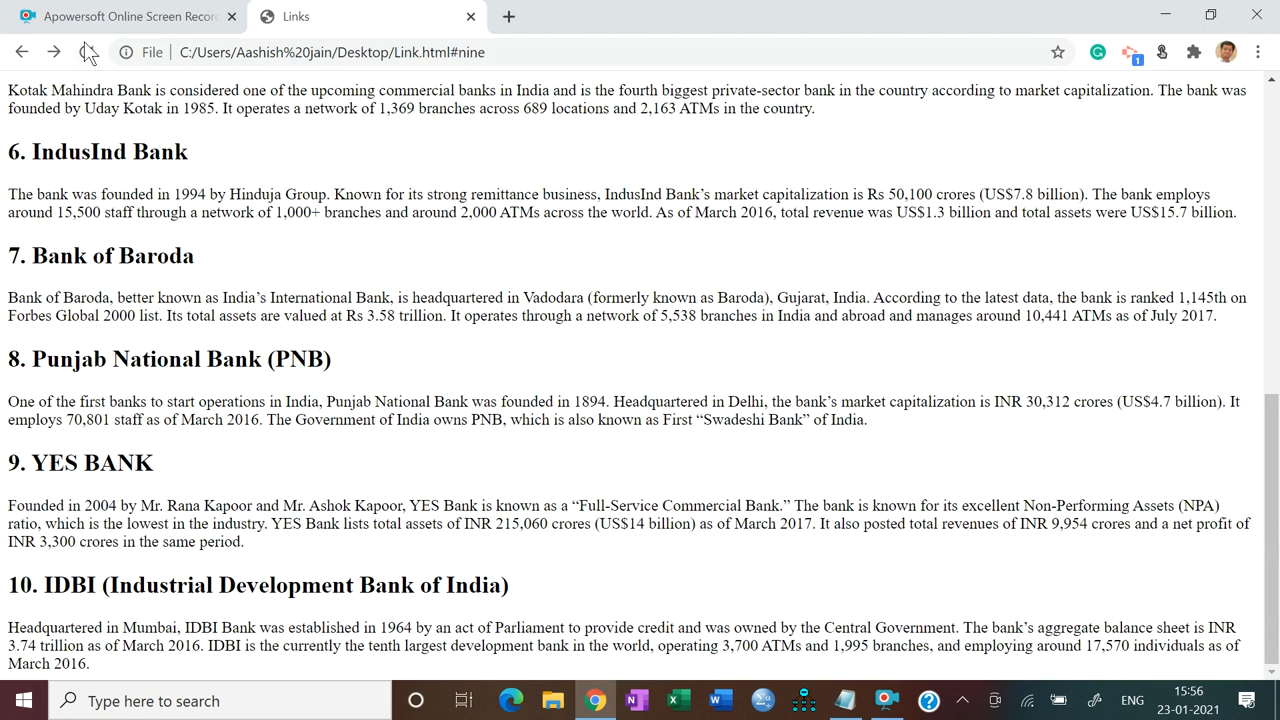 Apowersoft Online Screen Recor
Links
File
C:/Users/Aashish%20jain/Desktop/Link.html#nine
1
Kotak Mahindra Bank is considered one of the upcoming commercial banks in India and is the fourth biggest private-sector bank in the country according to market capitalization. The bank was
founded by Uday Kotak in 1985. It operates a network of 1,369 branches across 689 locations and 2,163 ATMs in the country.
6. IndusInd Bank
The bank was founded in 1994 by Hinduja Group. Known for its strong remittance business, IndusInd Bank’s market capitalization is Rs 50,100 crores (US$7.8 billion). The bank employs
around 15,500 staff through a network of 1,000+ branches and around 2,000 ATMs across the world. As of March 2016, total revenue was US$1.3 billion and total assets were US$15.7 billion.
7. Bank of Baroda
Bank of Baroda, better known as India’s International Bank, is headquartered in Vadodara (formerly known as Baroda), Gujarat, India. According to the latest data, the bank is ranked 1,145th on
Forbes Global 2000 list. Its total assets are valued at Rs 3.58 trillion. It operates through a network of 5,538 branches in India and abroad and manages around 10,441 ATMs as of July 2017.
8. Punjab National Bank (PNB)
One of the first banks to start operations in India, Punjab National Bank was founded in 1894. Headquartered in Delhi, the bank’s market capitalization is INR 30,312 crores (US$4.7 billion). It
employs 70,801 staff as of March 2016. The Government of India owns PNB, which is also known as First “Swadeshi Bank” of India.
9. YES BANK
Founded in 2004 by Mr. Rana Kapoor and Mr. Ashok Kapoor, YES Bank is known as a “Full-Service Commercial Bank.” The bank is known for its excellent Non-Performing Assets (NPA)
ratio, which is the lowest in the industry. YES Bank lists total assets of INR 215,060 crores (US$14 billion) as of March 2017. It also posted total revenues of INR 9,954 crores and a net profit of
INR 3,300 crores in the same period.
10. IDBI (Industrial Development Bank of India)
Headquartered in Mumbai, IDBI Bank was established in 1964 by an act of Parliament to provide credit and was owned by the Central Government. The bank’s aggregate balance sheet is INR
3.74 trillion as of March 2016. IDBI is the currently the tenth largest development bank in the world, operating 3,700 ATMs and 1,995 branches, and employing around 17,570 individuals as of
March 2016.
Type here to search
ENG
15:56
23-01-2021